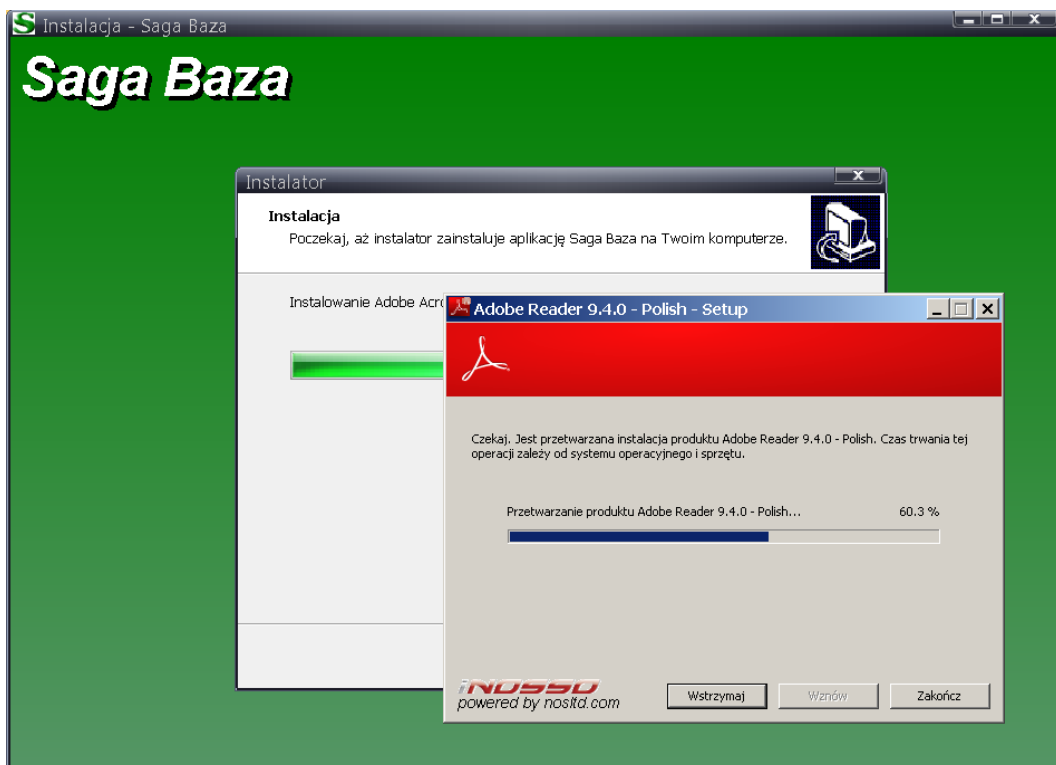 Instalacja - Saga Baza
Saga Baza
Instalator
Instalacja
Poczekaj, aż instalator zainstaluje aplikację Saga Baza na Twoim komputerze.
Instalowanie Adobe Acro
Adobe Reader 9.4.0 - Polish - Setup
Czekaj. Jest przetwarzana instalacja produktu Adobe Reader 9.4.0 - Polish. Czas trwania tej
operacji zależy od systemu operacyjnego i sprzętu.
Przetwarzanie produktu Adobe Reader 9.4.0 - Polish... 60.3 %
iNOSSO
powered by nosltd.com
Wstrzymaj Wznów Zakończ